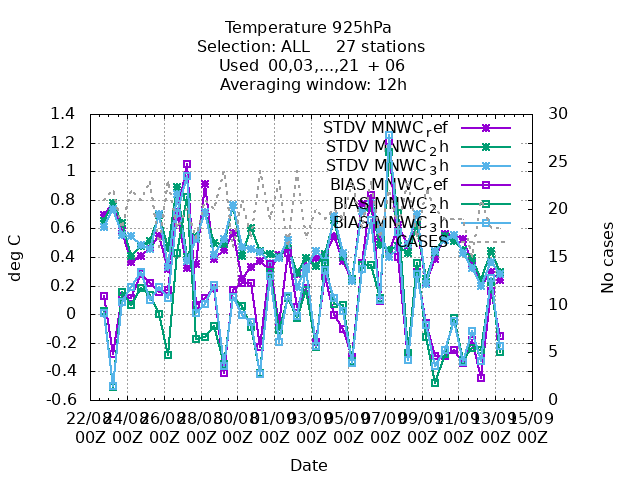 Temperature 925hPa
Selection: ALL 27 stations
Used 00,03,...,21 + 06
Averaging window: 12h
1.4
1.2
1
0.8
0.6
0.4
0.2
0
-0.2
-0.4
-0.6
deg C
30
25
20
15
10
5
0
No cases
STDV MNWC_ref
STDV MNWC_2h
STDV MNWC_3h
BIAS MNWC_ref
BIAS MNWC_2h
BIAS MNWC_3h
CASES
22/08 24/08 26/08 28/08 30/08 01/09 03/09 05/09 07/09 09/09 11/09 13/09 15/09
00Z 00Z 00Z 00Z 00Z 00Z 00Z 00Z 00Z 00Z 00Z 00Z 00Z
Date